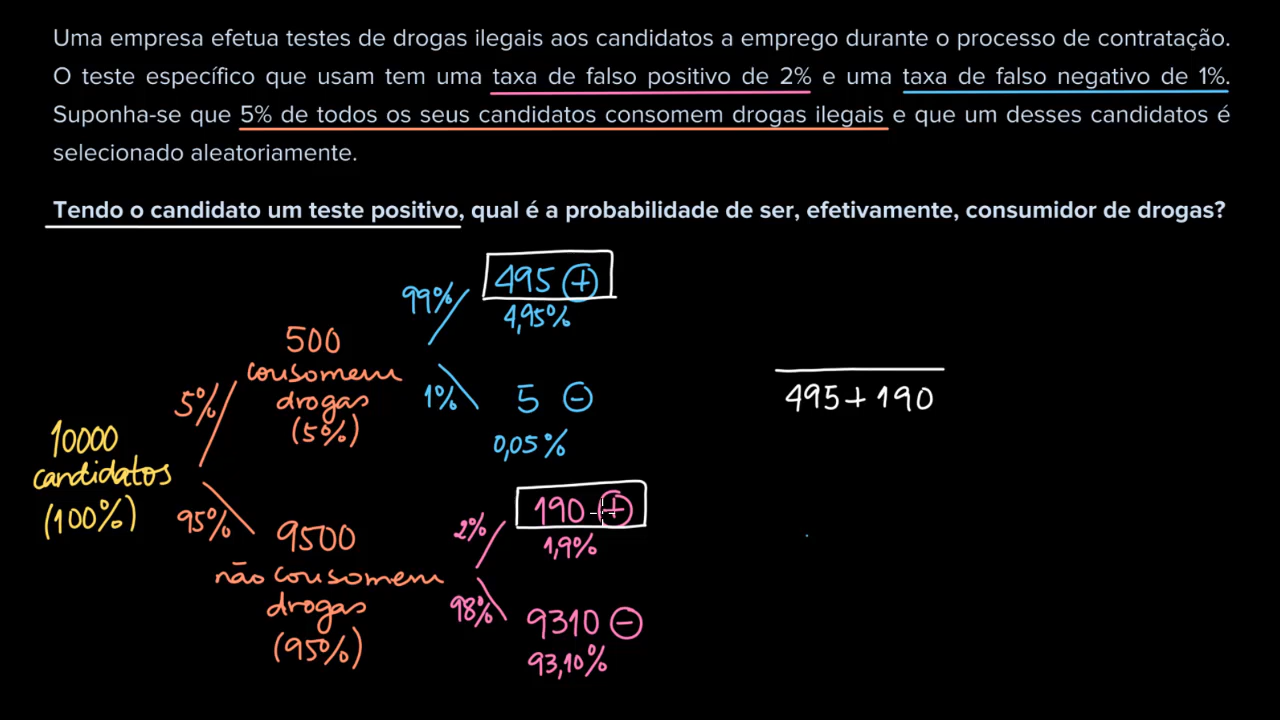 Uma empresa efetua testes de drogas ilegais aos candidatos a emprego durante o processo de contratação.
O teste específico que usam tem uma taxa de falso positivo de 2% e uma taxa de falso negativo de 1%.
Suponha-se que 5% de todos os seus candidatos consomem drogas ilegais e que um desses candidatos é
selecionado aleatoriamente.
Tendo o candidato um teste positivo, qual é a probabilidade de ser, efetivamente, consumidor de drogas?
10000
candidatos
(100%)
5%
95%
500
consomem
drogas
(5%)
9500
não consomem
drogas
(95%)
99%
1%
495 +
4,95%
5 -
0,05%
2%
98%
190 +
1,9%
9310 -
93,10%
495 + 190